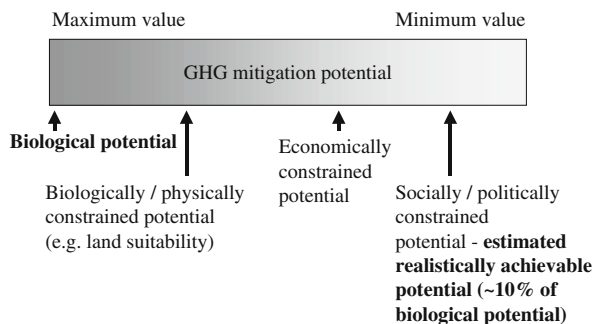 Maximum value
Minimum value
GHG mitigation potential
Biological potential
Biologically / physically
constrained potential
(e.g. land suitability)
Economically
constrained
potential
Socially / politically
constrained
potential - estimated
realistically achievable
potential (~10% of
biological potential)